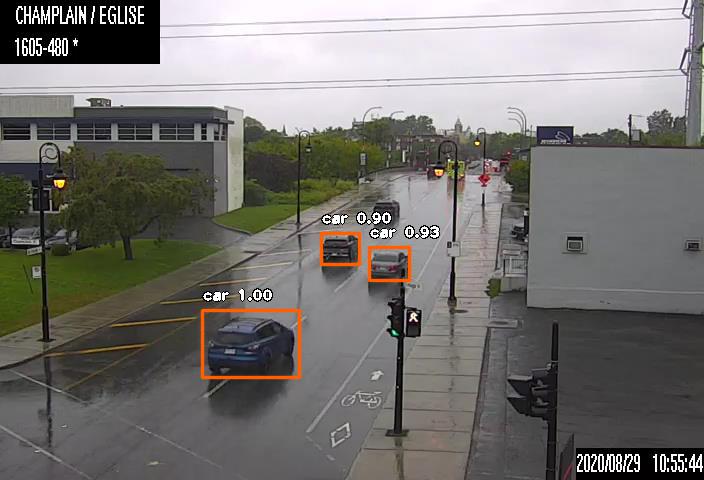 CHAMPLAIN / EGLISE
1605-480 *
car 0.90
car 0.93
car 1.00
2020/08/29 10:55:44